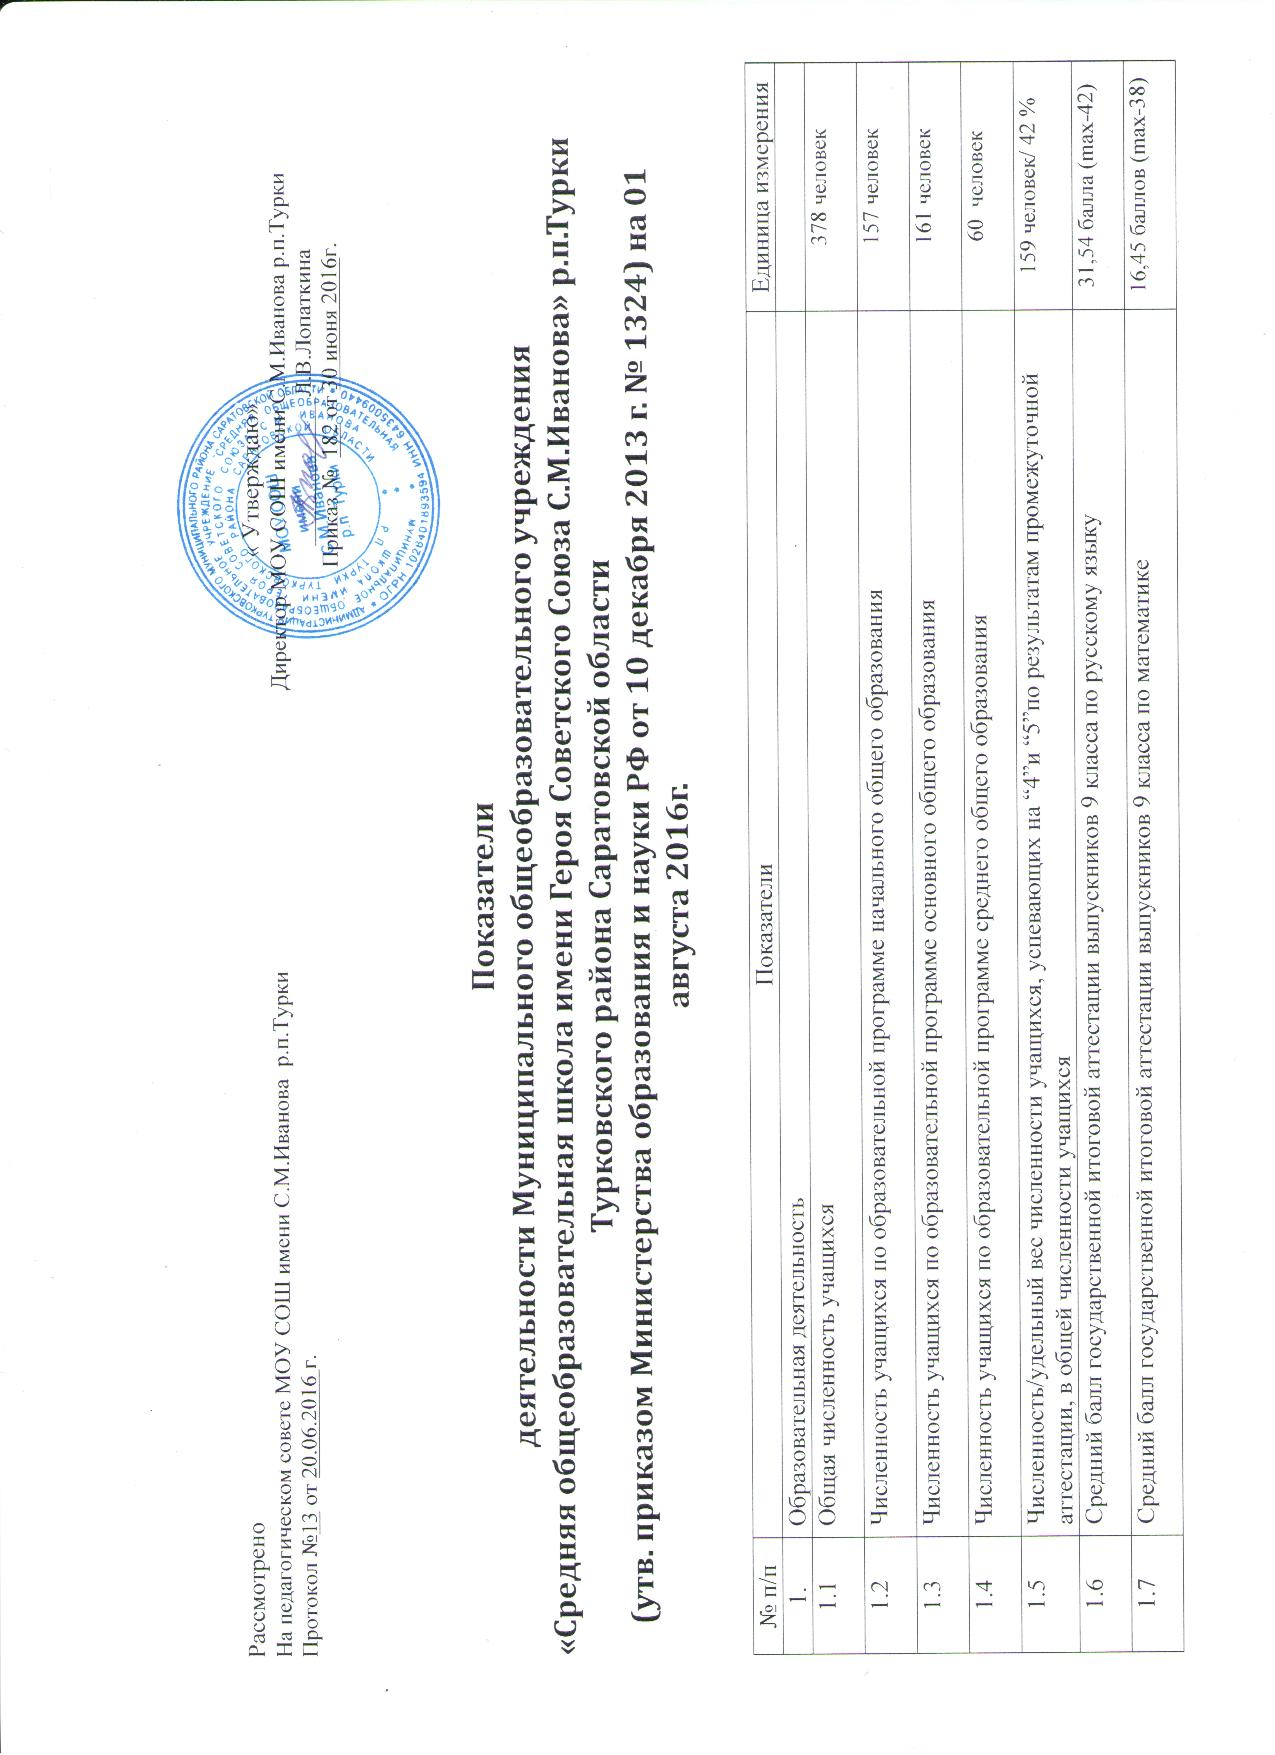 Рассмотрено
На педагогическом совете МОУ СОШ имени С.М.Иванова р.п.Турки
Протокол №13 от 20.06.2016 г.
« Утверждаю»
Директор МОУ СОШ имени С.М.Иванова р.п.Турки
Л.В.Лопаткина
Приказ № 182 от 30 июня 2016г.
МОУ СОШ
имени
С.М. Иванова
р.п. Турки
Показатели
деятельности Муниципального общеобразовательного учреждения
«Средняя общеобразовательная школа имени Героя Советского Союза С.М.Иванова» р.п.Турки
Турковского района Саратовской области
(утв. приказом Министерства образования и науки РФ от 10 декабря 2013 г. № 1324) на 01
августа 2016г.
№ п/п Показатели Единица измерения
1. Образовательная деятельность
1.1 Общая численность учащихся 378 человек
1.2 Численность учащихся по образовательной программе начального общего образования 157 человек
1.3 Численность учащихся по образовательной программе основного общего образования 161 человек
1.4 Численность учащихся по образовательной программе среднего общего образования 60 человек
1.5 Численность/удельный вес численности учащихся, успевающих на “4”и “5”по результатам промежуточной 159 человек/ 42 %
аттестации, в общей численности учащихся
1.6 Средний балл государственной итоговой аттестации выпускников 9 класса по русскому языку 31,54 балла (max-42)
1.7 Средний балл государственной итоговой аттестации выпускников 9 класса по математике 16,45 баллов (max-38)